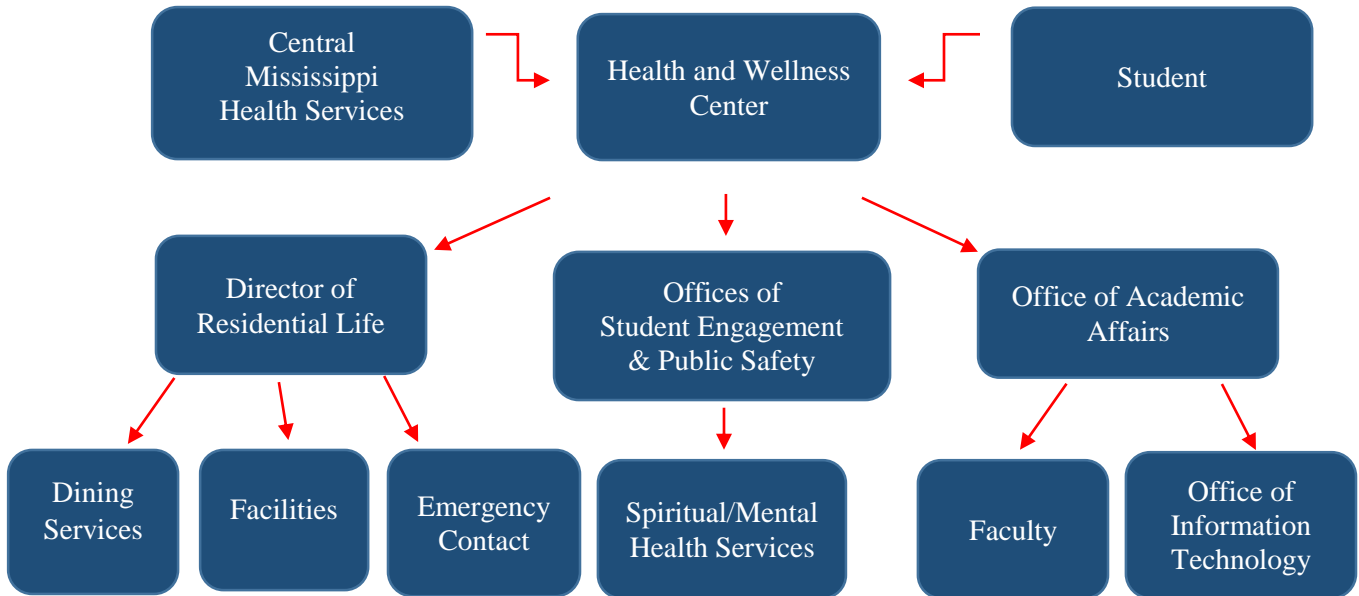 Central
Mississippi
Health Services
Health and Wellness
Center
Student
Director of
Residential Life
Offices of
Student Engagement
& Public Safety
Office of Academic
Affairs
Dining
Services
Facilities
Emergency
Contact
Spiritual/Mental
Health Services
Faculty
Office of
Information
Technology